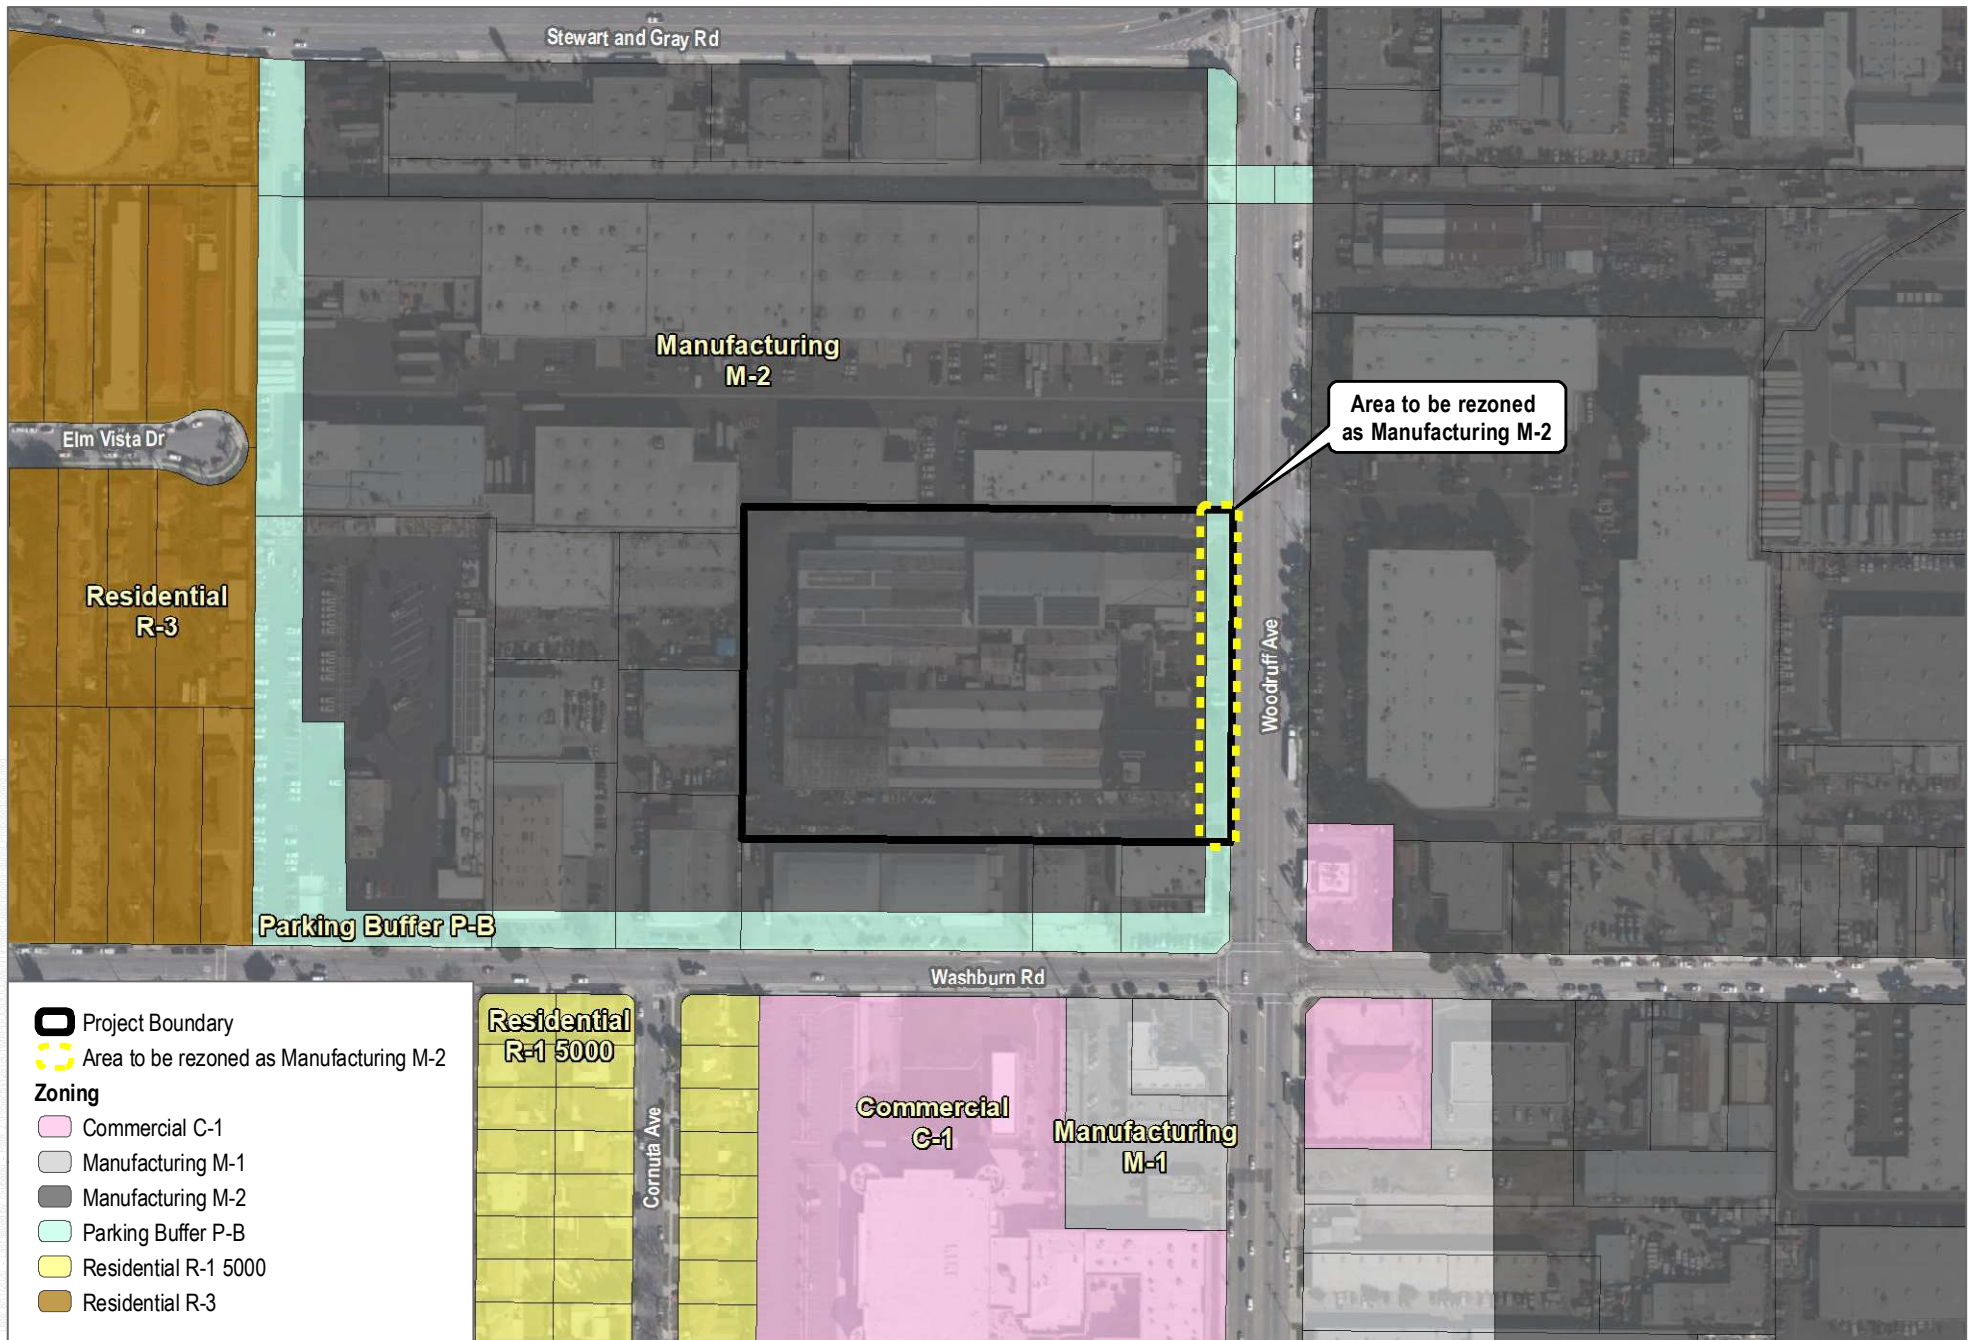 Stewart and Gray Rd
Manufacturing
M-2
Area to be rezoned
as Manufacturing M-2
Elm Vista Dr
Residential
R-3
Woodruff Ave
Parking Buffer P-B
Washburn Rd
Residential
R-1 5000
Cornuta Ave
Commercial
C-1
Manufacturing
M-1
Project Boundary
Area to be rezoned as Manufacturing M-2
Zoning
Commercial C-1
Manufacturing M-1
Manufacturing M-2
Parking Buffer P-B
Residential R-1 5000
Residential R-3